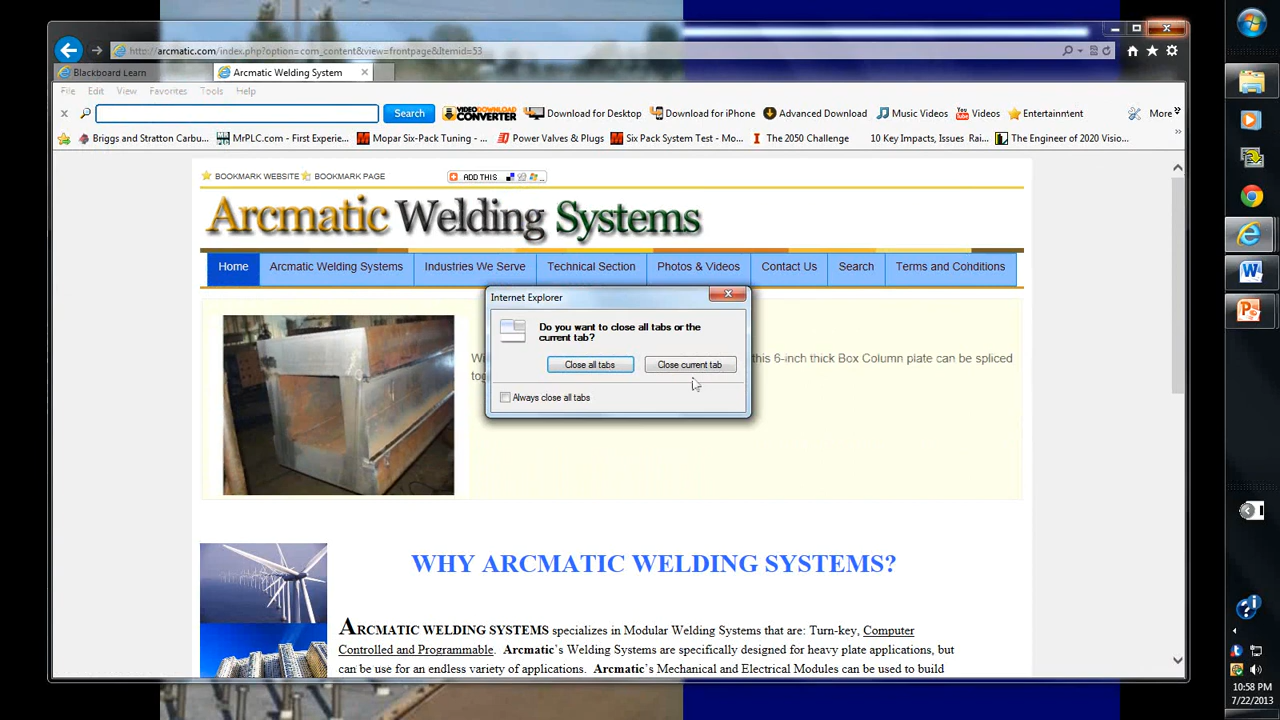 http://arcmatic.com/index.php?option=com_content&view=frontpage&Itemid=53
Blackboard Learn
Arcmatic Welding System
File Edit View Favorites Tools Help
Search VIDEO DOWNLOAD CONVERTER Download for Desktop Download for iPhone Advanced Download Music Videos Videos Entertainment More
Briggs and Stratton Carbu... MrPLC.com - First Experie... Mopar Six-Pack Tuning - ... Power Valves & Plugs Six Pack System Test - Mo... The 2050 Challenge 10 Key Impacts, Issues Rai... The Engineer of 2020 Visio...
BOOKMARK WEBSITE BOOKMARK PAGE ADD THIS
Arcmatic Welding Systems
Home Arcmatic Welding Systems Industries We Serve Technical Section Photos & Videos Contact Us Search Terms and Conditions
Internet Explorer
Do you want to close all tabs or the
current tab?
Close all tabs Close current tab
Always close all tabs
this 6-inch thick Box Column plate can be spliced
WHY ARCMATIC WELDING SYSTEMS?
ARCMATIC WELDING SYSTEMS specializes in Modular Welding Systems that are: Turn-key, Computer
Controlled and Programmable. Arcmatic's Welding Systems are specifically designed for heavy plate applications, but
can be use for an endless variety of applications. Arcmatic's Mechanical and Electrical Modules can be used to build
10:58 PM
7/22/2013